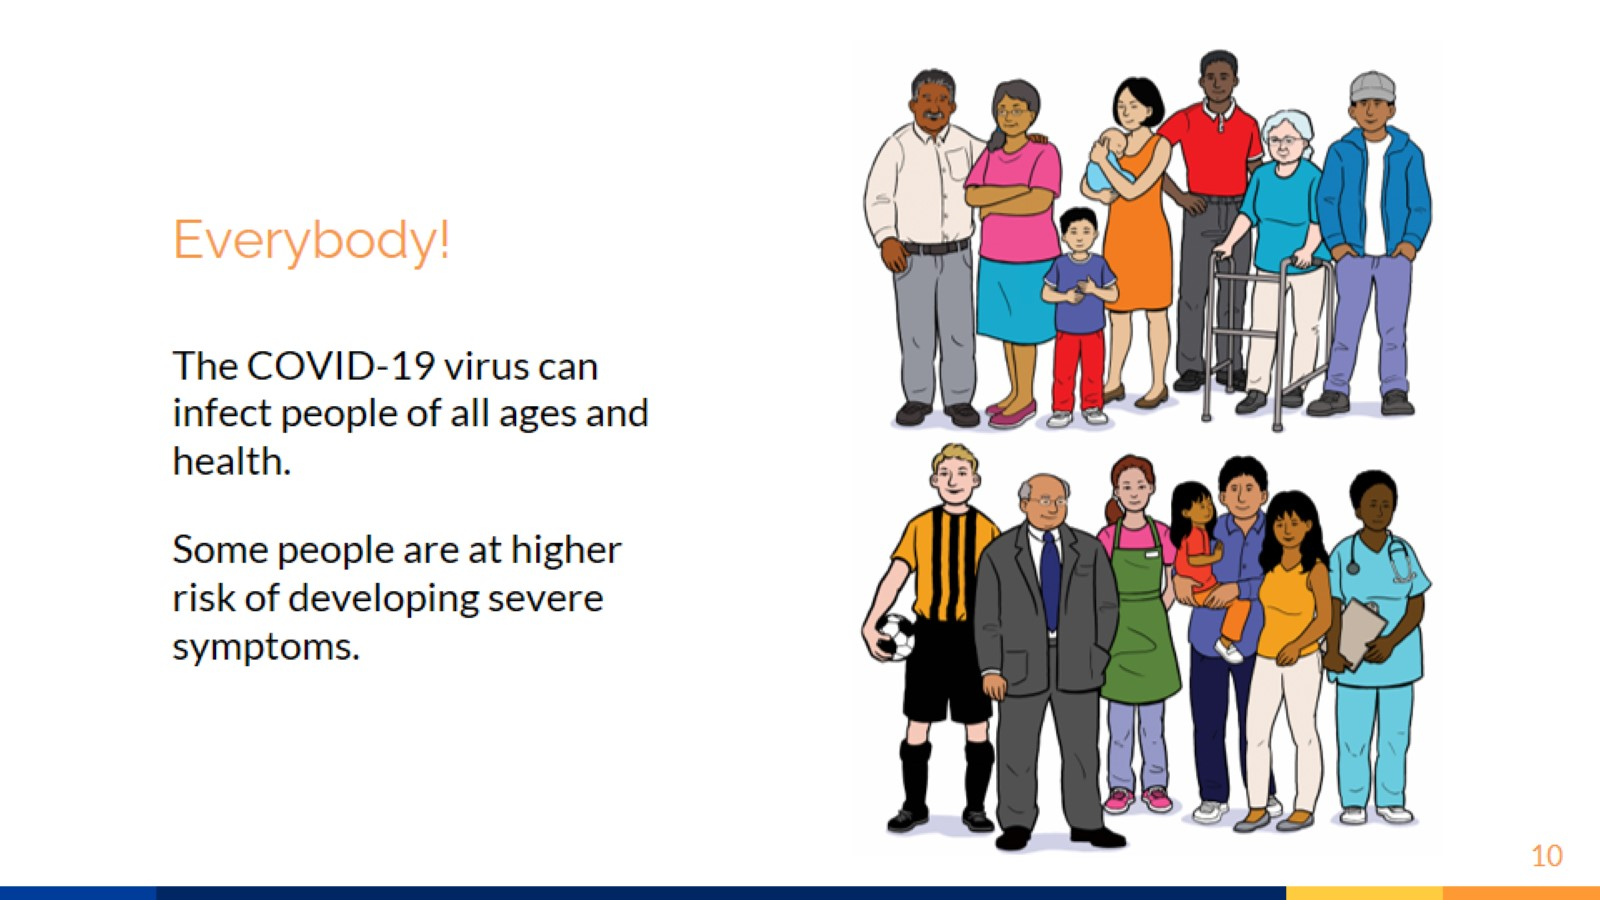 Everybody!
The COVID-19 virus can
infect people of all ages and
health.
Some people are at higher
risk of developing severe
symptoms.
10